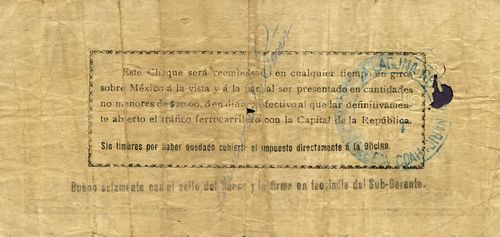 Este Cheque será reembolsado en cualquier tiempo en giros
sobre México á la vista y á la par, al ser presentado en cantidades
no menores de $20.00. ó en dinero efectivo al quedar definitivamente
abierto el tráfico ferrocarrilero con la Capital de la República.
Sin timbres por haber quedado cubierto el impuesto directamente á la Oficina.
Bueno solamente con el sello del Banco y la firma en facsímile del Sub-Gerente.
LAGUNA
COAH